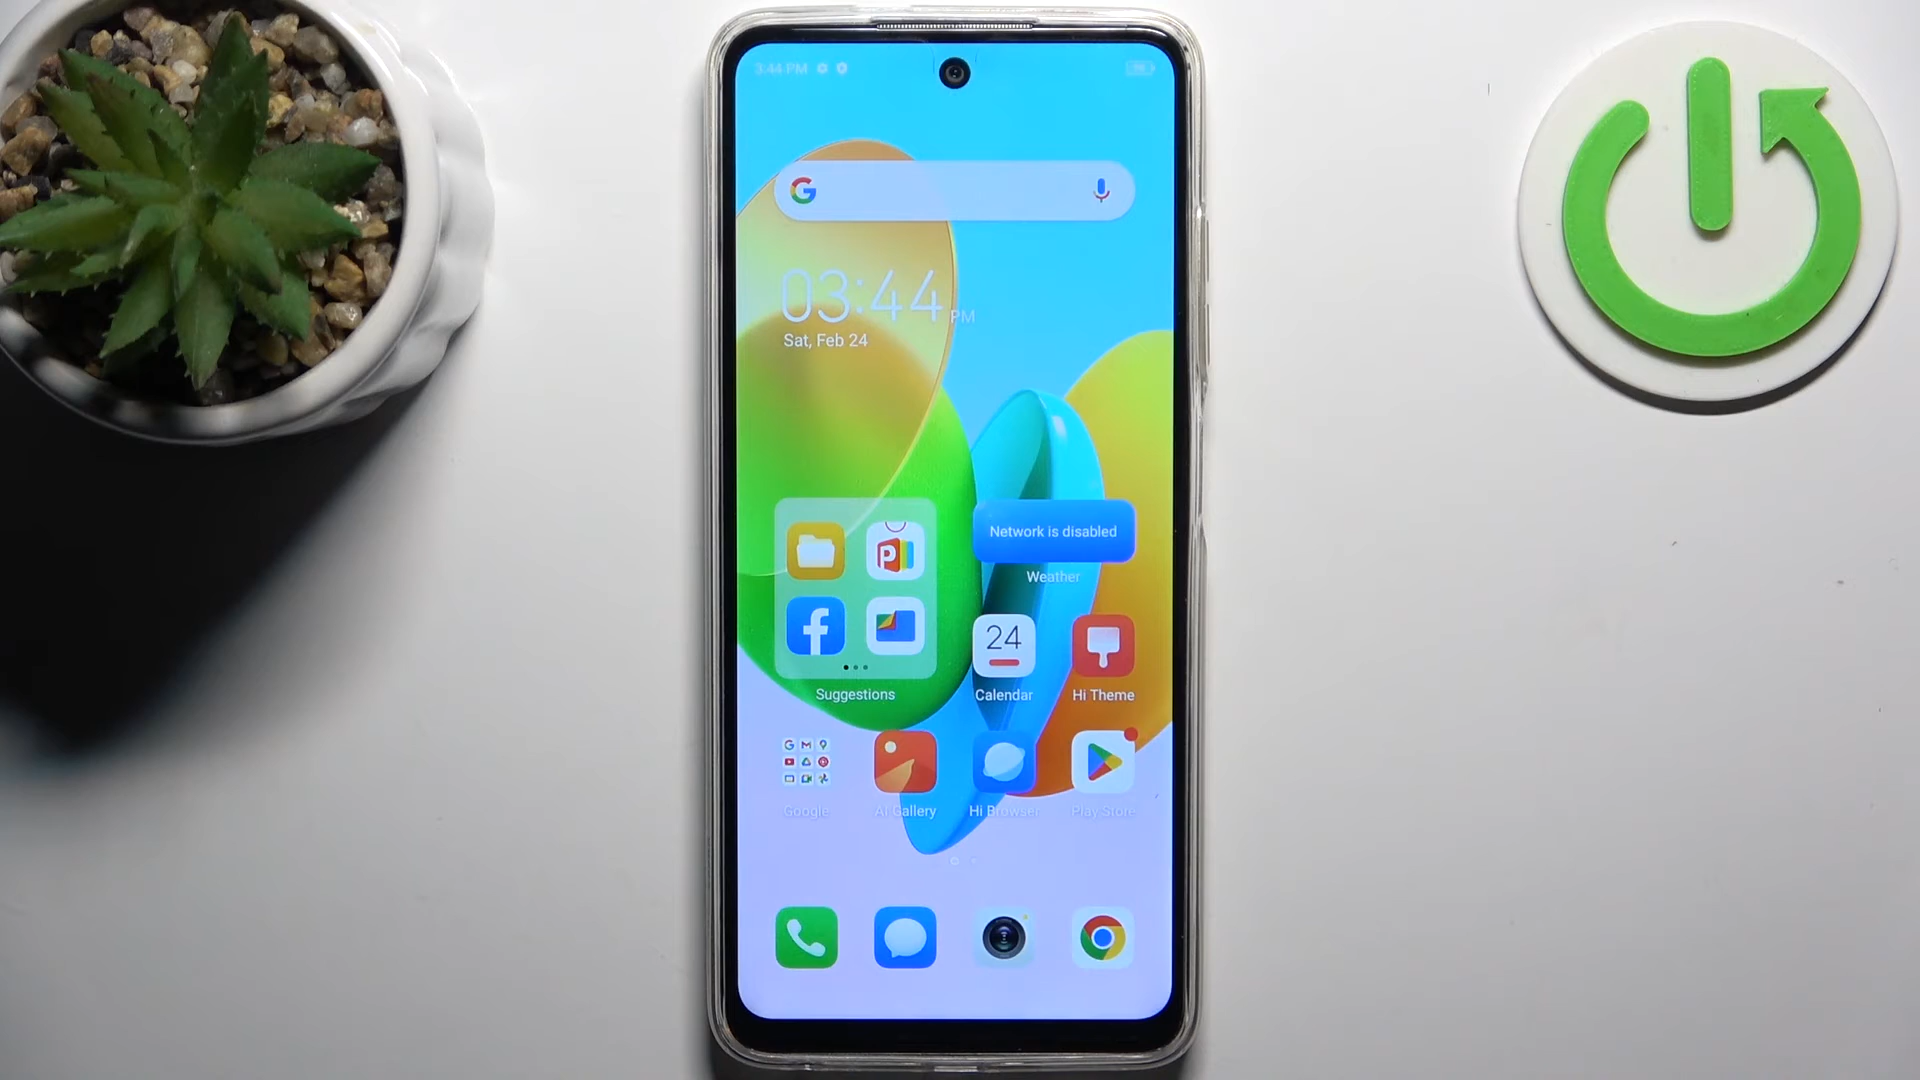 3:44 PM
03:44 PM
Sat, Feb 24
Network is disabled
Weather
24
Suggestions
Calendar
Hi Theme
Google
AI Gallery
Hi Browser
Play Store